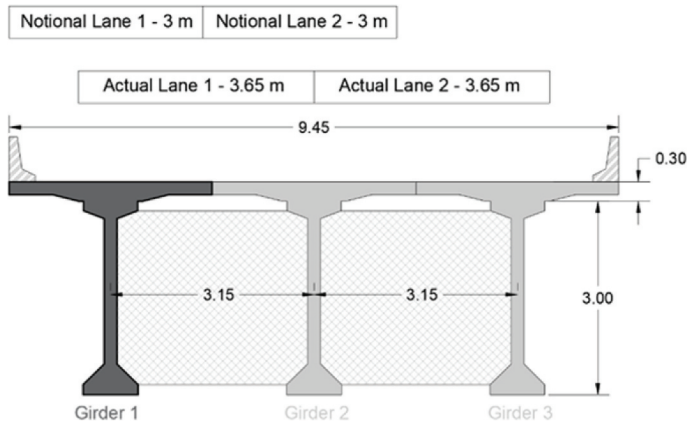 Notional Lane 1 - 3 m Notional Lane 2 - 3 m
Actual Lane 1 - 3.65 m Actual Lane 2 - 3.65 m
9.45
0.30
3.15 3.15 3.00
Girder 1 Girder 2 Girder 3